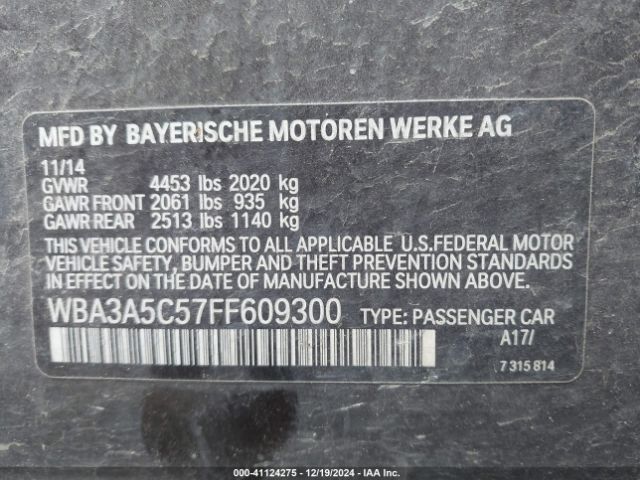 MFD BY BAYERISCHE MOTOREN WERKE AG
11/14
GVWR 4453 lbs 2020 kg
GAWR FRONT 2061 lbs 935 kg
GAWR REAR 2513 lbs 1140 kg
THIS VEHICLE CONFORMS TO ALL APPLICABLE U.S.FEDERAL MOTOR
VEHICLE SAFETY, BUMPER AND THEFT PREVENTION STANDARDS
IN EFFECT ON THE DATE OF MANUFACTURE SHOWN ABOVE.
WBA3A5C57FF609300 TYPE: PASSENGER CAR
A17/
7 315 814
000-41124275 - 12/19/2024 - IAA Inc.